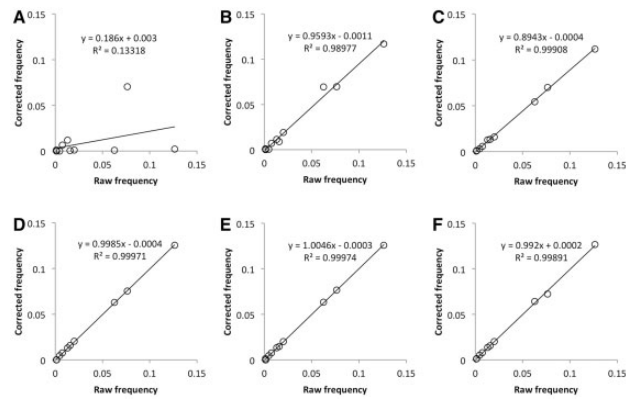 A
y = 0.186x + 0.003
R² = 0.13318
Corrected frequency
0.15
0.1
0.05
0
0 0.05 0.1 0.15
Raw frequency
B
y = 0.9593x - 0.0011
R² = 0.98977
Corrected frequency
0.15
0.1
0.05
0
0 0.05 0.1 0.15
Raw frequency
C
y = 0.8943x - 0.0004
R² = 0.99908
Corrected frequency
0.15
0.1
0.05
0
0 0.05 0.1 0.15
Raw frequency
D
y = 0.9985x - 0.0004
R² = 0.99971
Corrected frequency
0.15
0.1
0.05
0
0 0.05 0.1 0.15
Raw frequency
E
y = 1.0046x - 0.0003
R² = 0.99974
Corrected frequency
0.15
0.1
0.05
0
0 0.05 0.1 0.15
Raw frequency
F
y = 0.992x + 0.0002
R² = 0.99891
Corrected frequency
0.15
0.1
0.05
0
0 0.05 0.1 0.15
Raw frequency